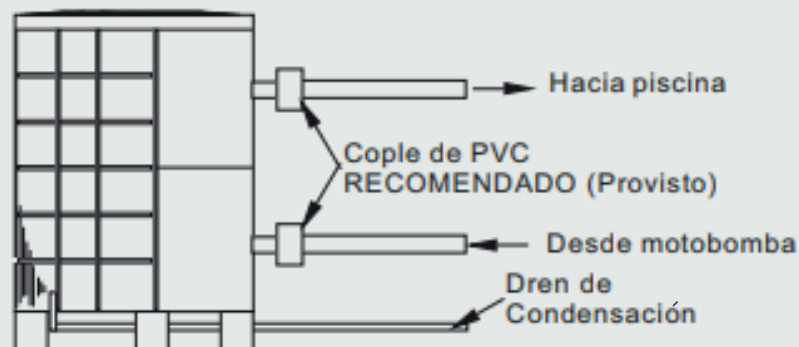 Hacia piscina
Cople de PVC
RECOMENDADO (Provisto)
Desde motobomba
Dren de
Condensación